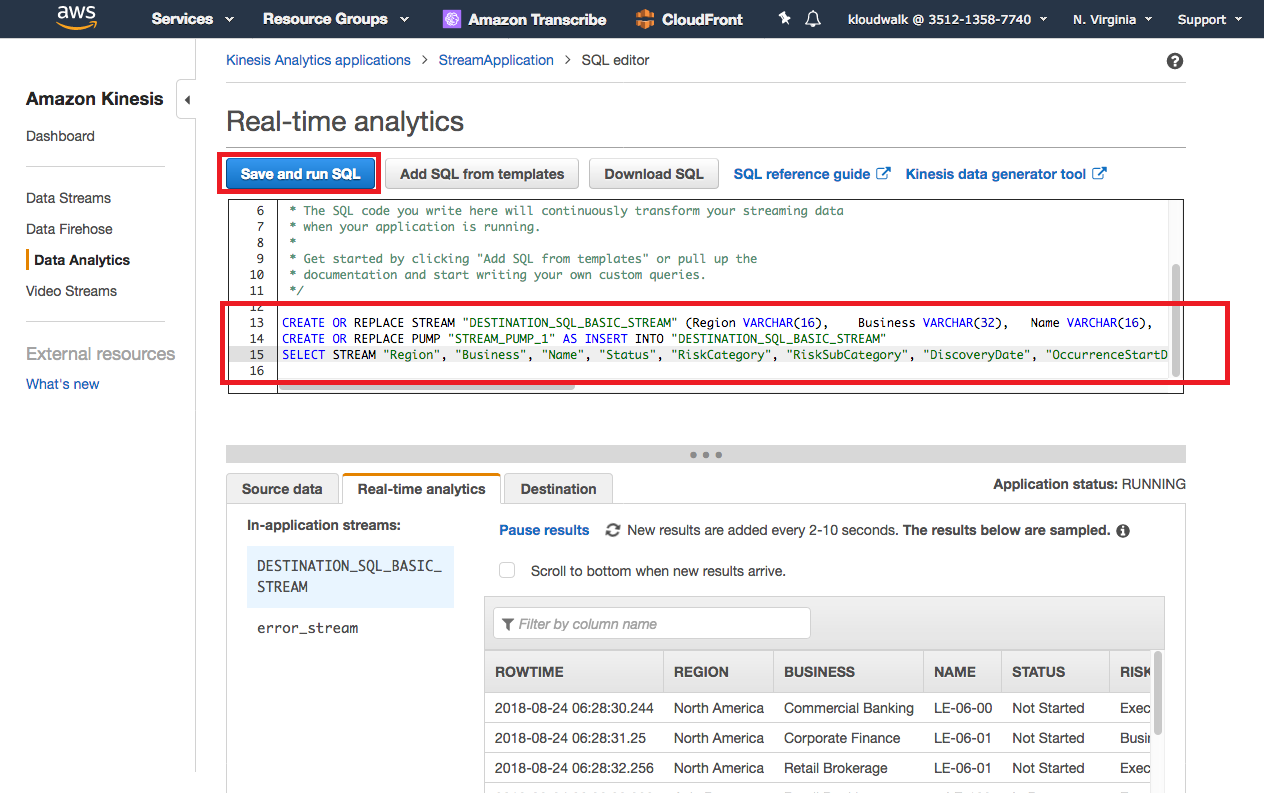 aws Services Resource Groups Amazon Transcribe CloudFront kloudwalk @ 3512-1358-7740 N. Virginia Support
Kinesis Analytics applications > StreamApplication > SQL editor ?
Amazon Kinesis
Dashboard
Data Streams
Data Firehose
Data Analytics
Video Streams
External resources
What's new
Real-time analytics
Save and run SQL Add SQL from templates Download SQL SQL reference guide Kinesis data generator tool
6 * The SQL code you write here will continuously transform your streaming data
7 * when your application is running.
8 *
9 * Get started by clicking "Add SQL from templates" or pull up the
10 * documentation and start writing your own custom queries.
11 */
12
13 CREATE OR REPLACE STREAM "DESTINATION_SQL_BASIC_STREAM" (Region VARCHAR(16), Business VARCHAR(32), Name VARCHAR(16),
14 CREATE OR REPLACE PUMP "STREAM_PUMP_1" AS INSERT INTO "DESTINATION_SQL_BASIC_STREAM"
15 SELECT STREAM "Region", "Business", "Name", "Status", "RiskCategory", "RiskSubCategory", "DiscoveryDate", "OccurrenceStartD
16
Source data Real-time analytics Destination Application status: RUNNING
In-application streams:
DESTINATION_SQL_BASIC_
STREAM
error_stream
Pause results New results are added every 2-10 seconds. The results below are sampled.
Scroll to bottom when new results arrive.
Filter by column name
ROWTIME REGION BUSINESS NAME STATUS RISK
2018-08-24 06:28:30.244 North America Commercial Banking LE-06-00 Not Started Exec
2018-08-24 06:28:31.25 North America Corporate Finance LE-06-01 Not Started Busi
2018-08-24 06:28:32.256 North America Retail Brokerage LE-06-01 Not Started Exec